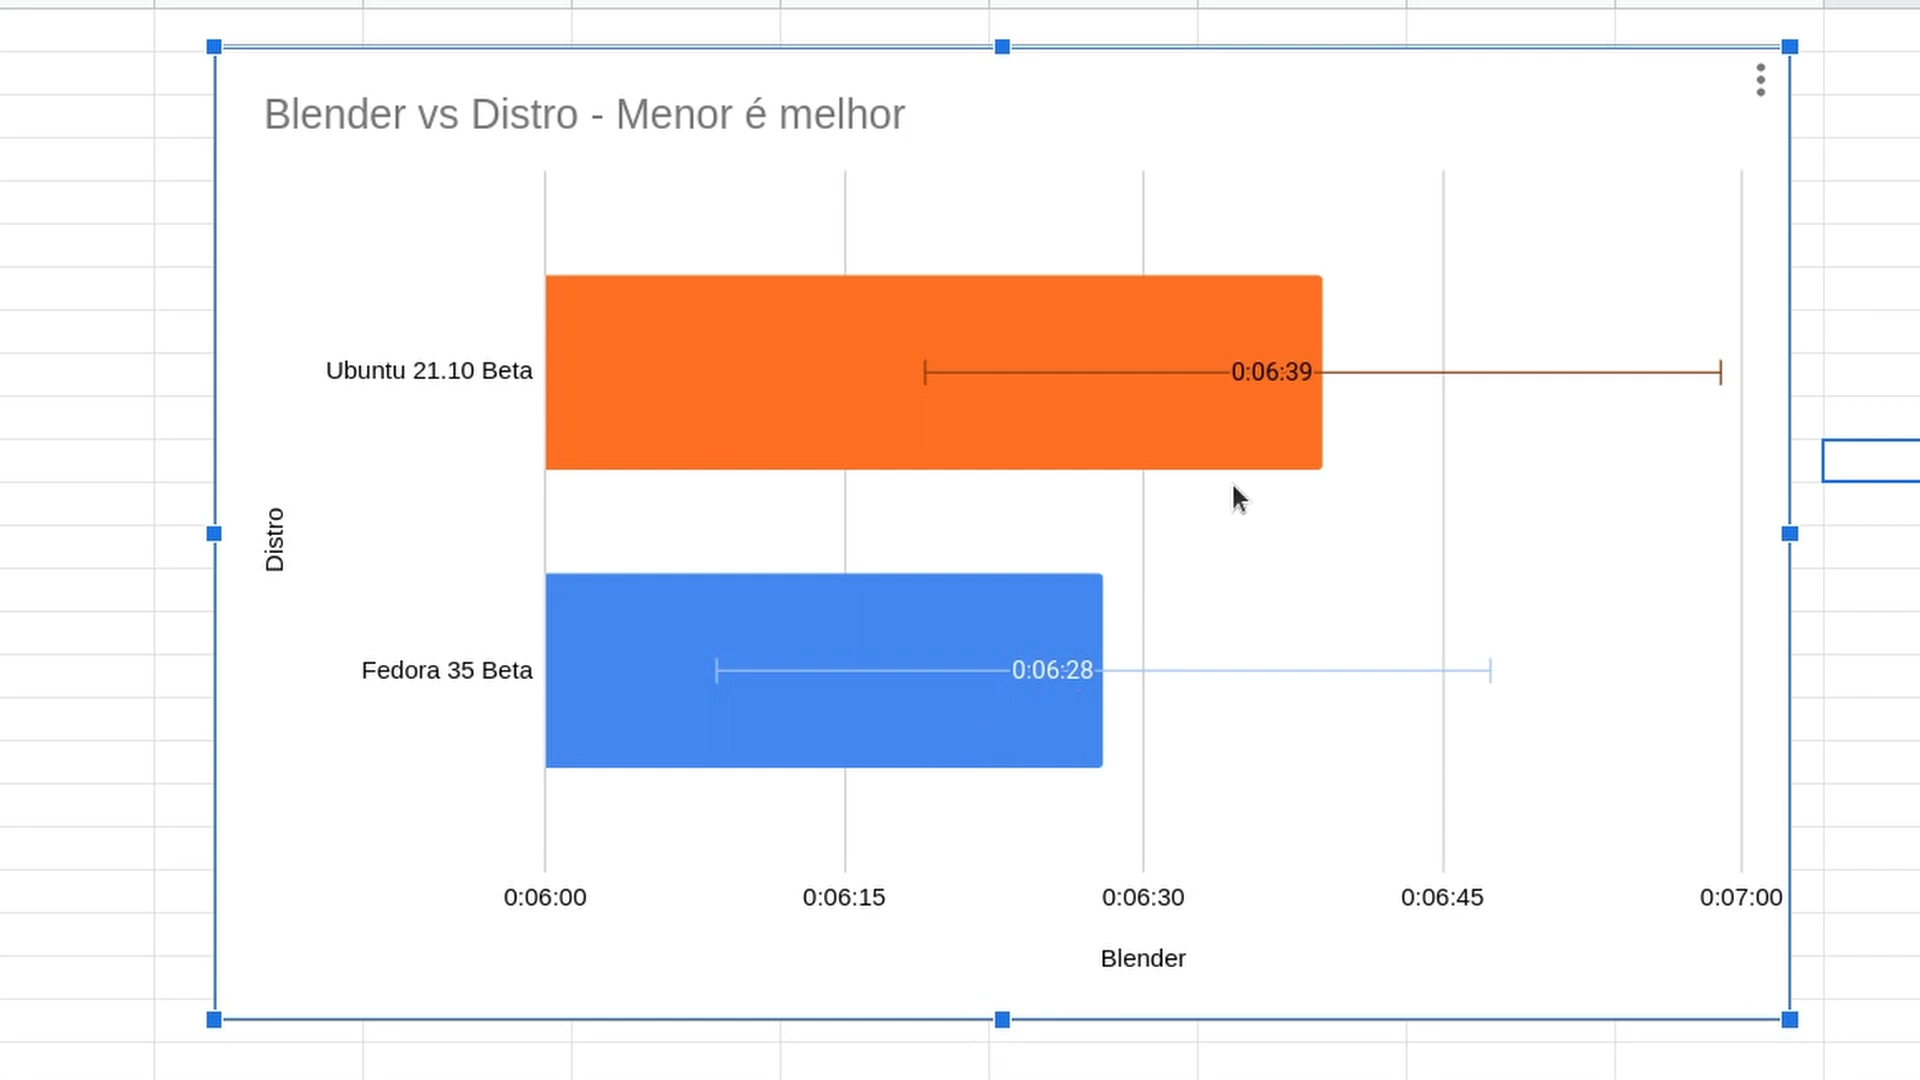 Blender vs Distro - Menor é melhor
Ubuntu 21.10 Beta
0:06:39
Distro
Fedora 35 Beta
0:06:28
0:06:00 0:06:15 0:06:30 0:06:45 0:07:00
Blender